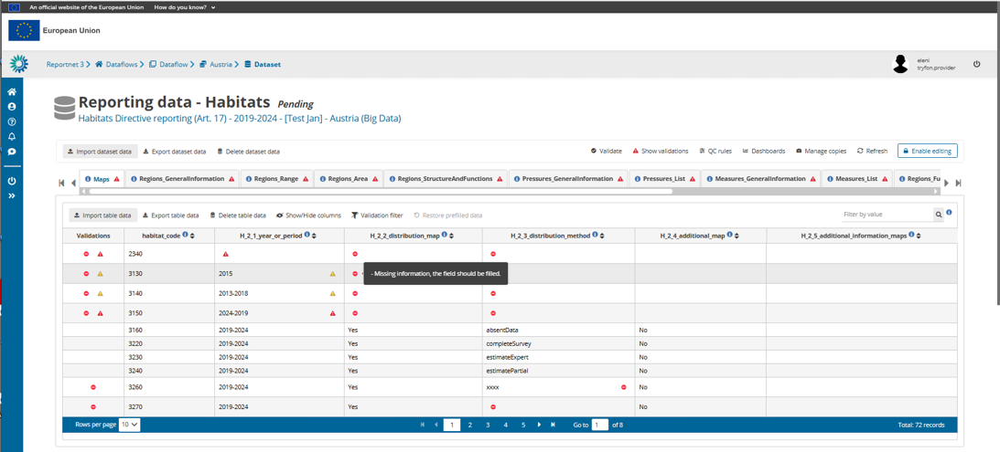 An official website of the European Union How do you know?
European Union
Reportnet 3 Dataflows Dataflow Austria Dataset
eleni
tryfon.provider
Reporting data - Habitats Pending
Habitats Directive reporting (Art. 17) - 2019-2024 - [Test Jan] - Austria (Big Data)
Import dataset data Export dataset data Delete dataset data Validate Show validations QC rules Dashboards Manage copies Refresh Enable editing
Maps Regions_GeneralInformation Regions_Range Regions_Area Regions_StructureAndFunctions Pressures_GeneralInformation Pressures_List Measures_GeneralInformation Measures_List Regions_Fu
Import table data Export table data Delete table data Show/Hide columns Validation filter Restore prefilled data Filter by value
Validations habitat_code H_2_1_year_or_period H_2_2_distribution_map H_2_3_distribution_method H_2_4_additional_map H_2_5_additional_information_maps
2340
3130 2015 - Missing information, the field should be filled.
3140 2013-2018
3150 2024-2019
3160 2019-2024 Yes absentData No
3220 2019-2024 Yes completeSurvey No
3230 2019-2024 Yes estimateExpert No
3240 2019-2024 Yes estimatePartial No
3260 2019-2024 Yes xxxx No
3270 2019-2024 Yes No
Rows per page 10 1 2 3 4 5 Go to 1 of 8 Total: 72 records